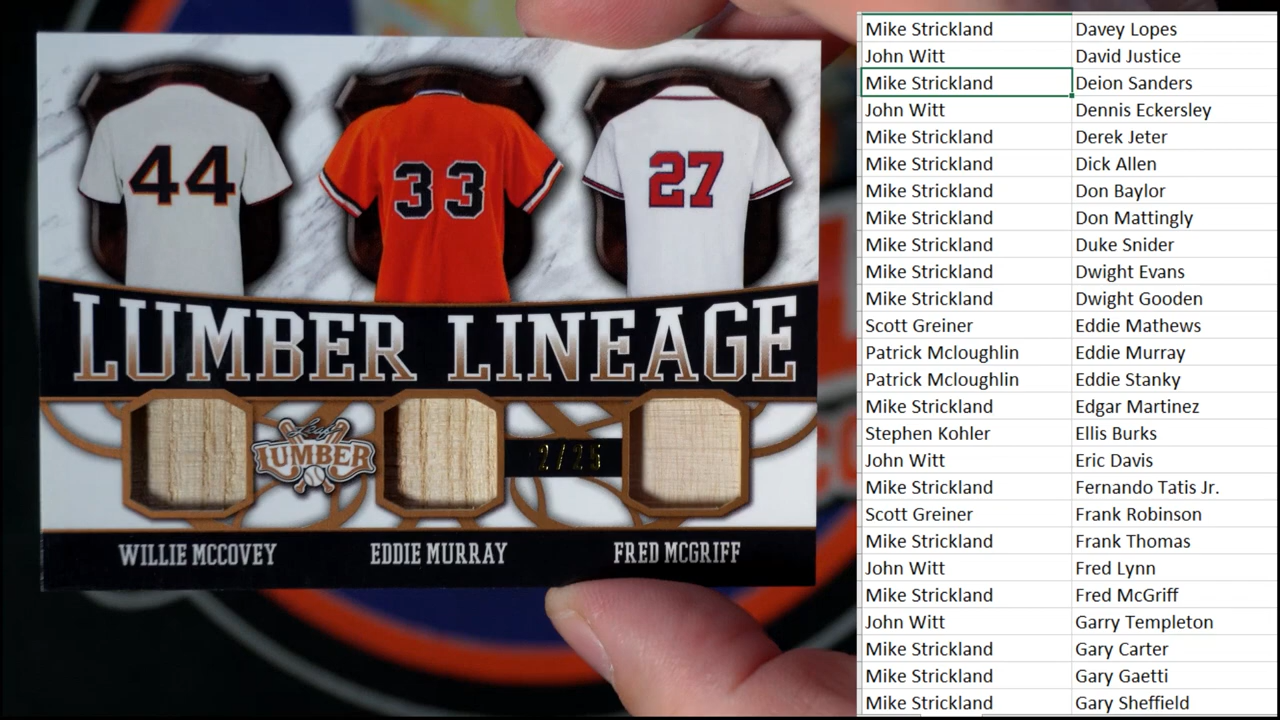 44
33
27
LUMBER LINEAGE
Leaf
LUMBER
2/25
WILLIE MCCOVEY
EDDIE MURRAY
FRED MCGRIFF
Mike Strickland Davey Lopes
John Witt David Justice
Mike Strickland Deion Sanders
John Witt Dennis Eckersley
Mike Strickland Derek Jeter
Mike Strickland Dick Allen
Mike Strickland Don Baylor
Mike Strickland Don Mattingly
Mike Strickland Duke Snider
Mike Strickland Dwight Evans
Mike Strickland Dwight Gooden
Scott Greiner Eddie Mathews
Patrick Mcloughlin Eddie Murray
Patrick Mcloughlin Eddie Stanky
Mike Strickland Edgar Martinez
Stephen Kohler Ellis Burks
John Witt Eric Davis
Mike Strickland Fernando Tatis Jr.
Scott Greiner Frank Robinson
Mike Strickland Frank Thomas
John Witt Fred Lynn
Mike Strickland Fred McGriff
John Witt Garry Templeton
Mike Strickland Gary Carter
Mike Strickland Gary Gaetti
Mike Strickland Gary Sheffield